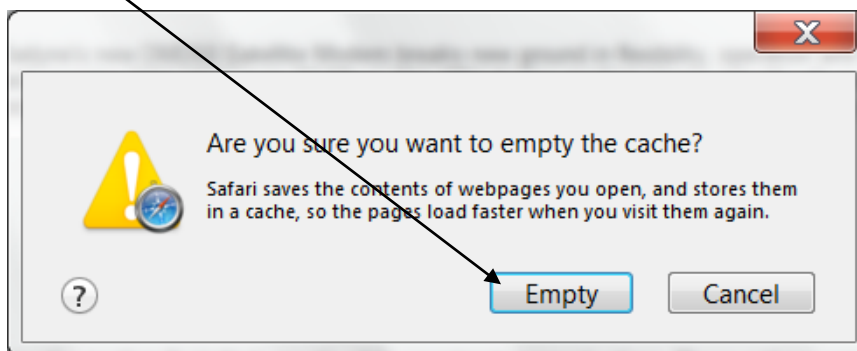 Are you sure you want to empty the cache?
Safari saves the contents of webpages you open, and stores them
in a cache, so the pages load faster when you visit them again.
?
Empty
Cancel